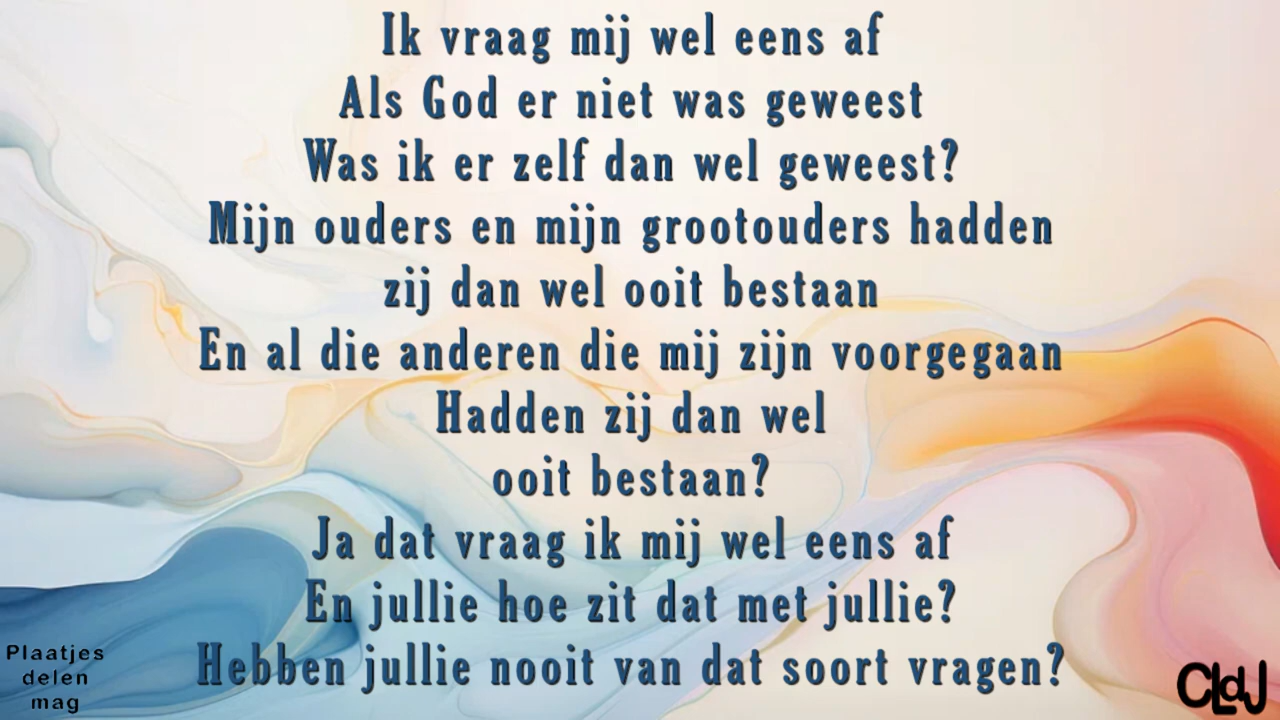 Ik vraag mij wel eens af
Als God er niet was geweest
Was ik er zelf dan wel geweest?
Mijn ouders en mijn grootouders hadden
zij dan wel ooit bestaan
En al die anderen die mij zijn voorgegaan
Hadden zij dan wel
ooit bestaan?
Ja dat vraag ik mij wel eens af
En jullie hoe zit dat met jullie?
Hebben jullie nooit van dat soort vragen?
Plaatjes
delen
mag
CLdJ